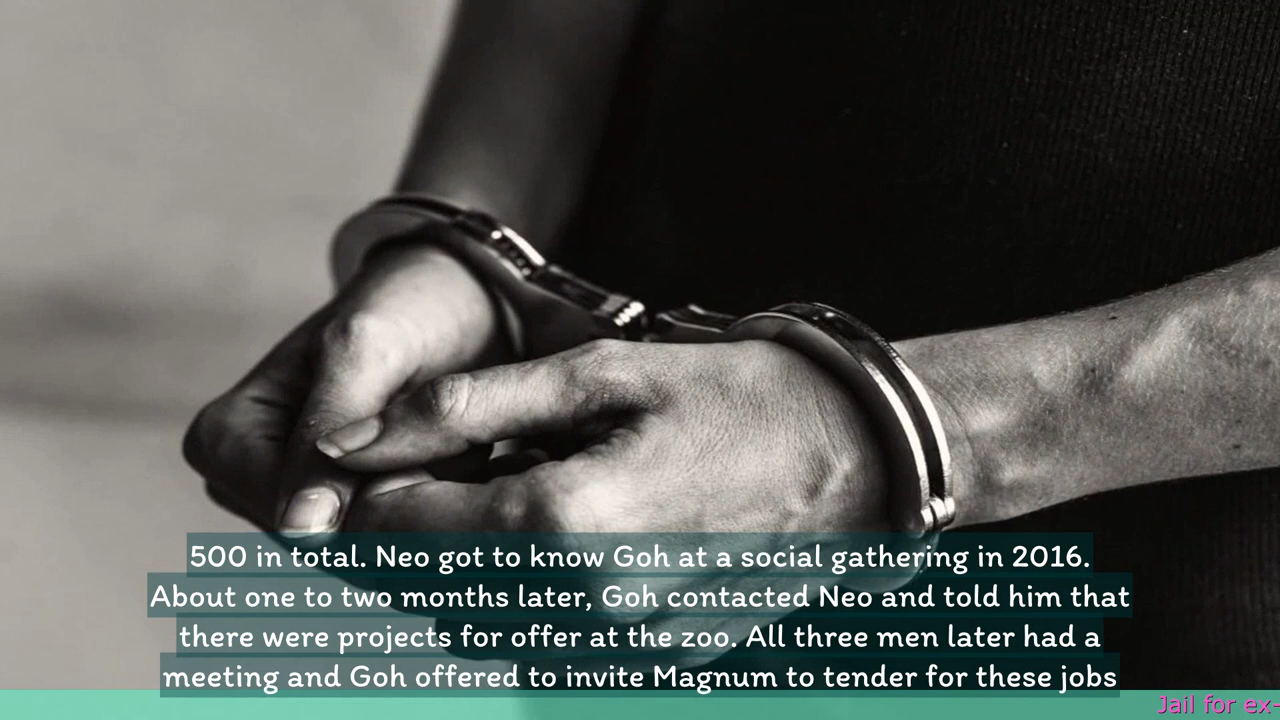 500 in total. Neo got to know Goh at a social gathering in 2016.
About one to two months later, Goh contacted Neo and told him that
there were projects for offer at the zoo. All three men later had a
meeting and Goh offered to invite Magnum to tender for these jobs
Jail for ex-